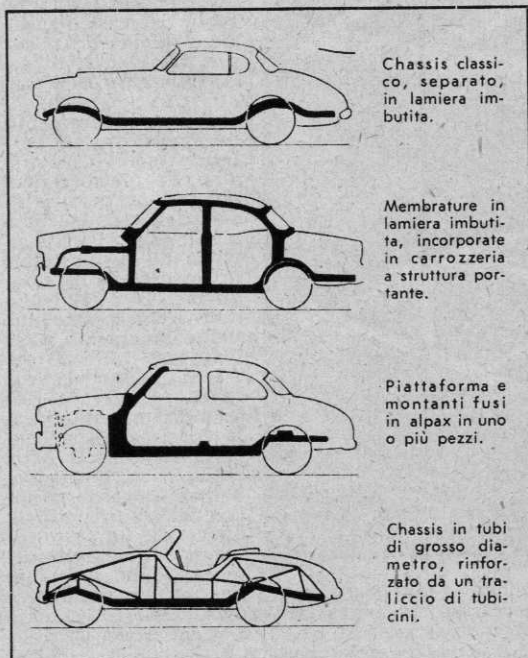 Chassis classi-
co, separato,
in lamiera im-
butita.
Membrature in
lamiera imbuti-
ta, incorporate
in carrozzeria
a struttura por-
tante.
Piattaforma e
montanti fusi
in alpax in uno
o più pezzi.
Chassis in tubi
di grosso dia-
metro, rinfor-
zato da un tra-
liccio di tubi-
cini.